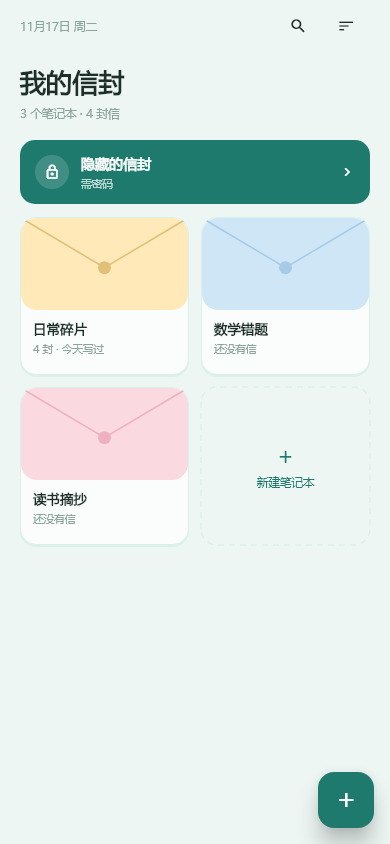 11月17日 周二
我的信封
3 个笔记本 · 4 封信
隐藏的信封
需密码
日常碎片
4 封 · 今天写过
数学错题
还没有信
读书摘抄
还没有信
+
新建笔记本
+